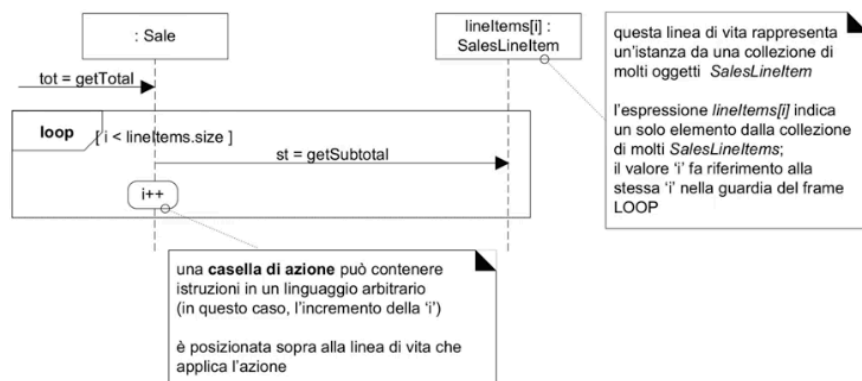 : Sale
lineItems[i] :
SalesLineItem
tot = getTotal
loop
[ i < lineItems.size ]
st = getSubtotal
i++
questa linea di vita rappresenta
un'istanza da una collezione di
molti oggetti SalesLineItem
l'espressione lineItems[i] indica
un solo elemento dalla collezione
di molti SalesLineItems;
il valore 'i' fa riferimento alla
stessa 'i' nella guardia del frame
LOOP
una casella di azione può contenere
istruzioni in un linguaggio arbitrario
(in questo caso, l'incremento della 'i')
è posizionata sopra alla linea di vita che
applica l'azione